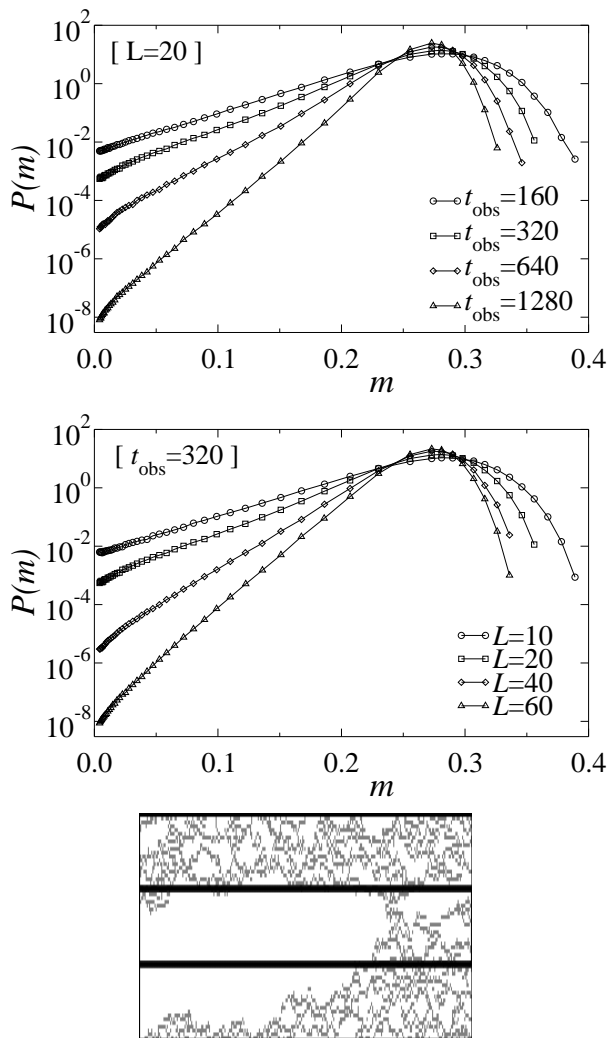 10^2
[ L=20 ]
10^0
10^-2
P(m)
10^-4
10^-6
10^-8
t_obs=160
t_obs=320
t_obs=640
t_obs=1280
0.0 0.1 0.2 0.3 0.4
m
10^2
[ t_obs=320 ]
10^0
10^-2
P(m)
10^-4
10^-6
10^-8
L=10
L=20
L=40
L=60
0.0 0.1 0.2 0.3 0.4
m